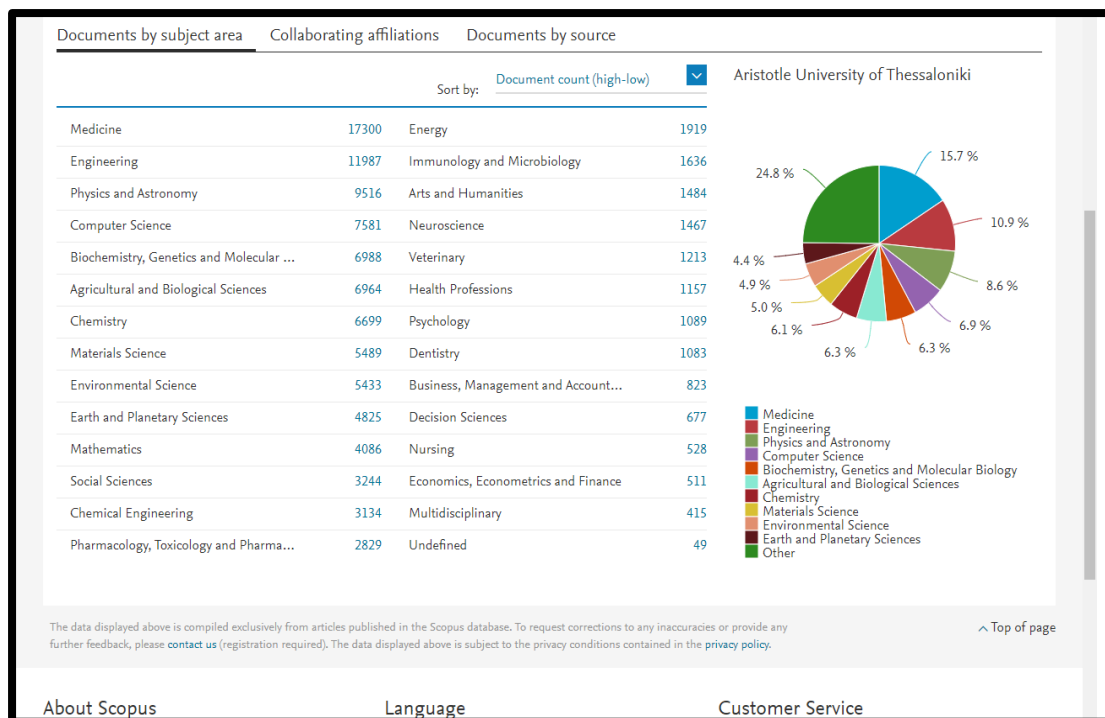 Documents by subject area Collaborating affiliations Documents by source
Sort by: Document count (high-low)
Medicine 17300 Energy 1919
Engineering 11987 Immunology and Microbiology 1636
Physics and Astronomy 9516 Arts and Humanities 1484
Computer Science 7581 Neuroscience 1467
Biochemistry, Genetics and Molecular ... 6988 Veterinary 1213
Agricultural and Biological Sciences 6964 Health Professions 1157
Chemistry 6699 Psychology 1089
Materials Science 5489 Dentistry 1083
Environmental Science 5433 Business, Management and Account... 823
Earth and Planetary Sciences 4825 Decision Sciences 677
Mathematics 4086 Nursing 528
Social Sciences 3244 Economics, Econometrics and Finance 511
Chemical Engineering 3134 Multidisciplinary 415
Pharmacology, Toxicology and Pharma... 2829 Undefined 49
Aristotle University of Thessaloniki
15.7 %
10.9 %
8.6 %
6.9 %
6.3 %
6.3 %
6.1 %
5.0 %
4.9 %
4.4 %
24.8 %
Medicine
Engineering
Physics and Astronomy
Computer Science
Biochemistry, Genetics and Molecular Biology
Agricultural and Biological Sciences
Chemistry
Materials Science
Environmental Science
Earth and Planetary Sciences
Other
The data displayed above is compiled exclusively from articles published in the Scopus database. To request corrections to any inaccuracies or provide any
further feedback, please contact us (registration required). The data displayed above is subject to the privacy conditions contained in the privacy policy.
Top of page
About Scopus Language Customer Service